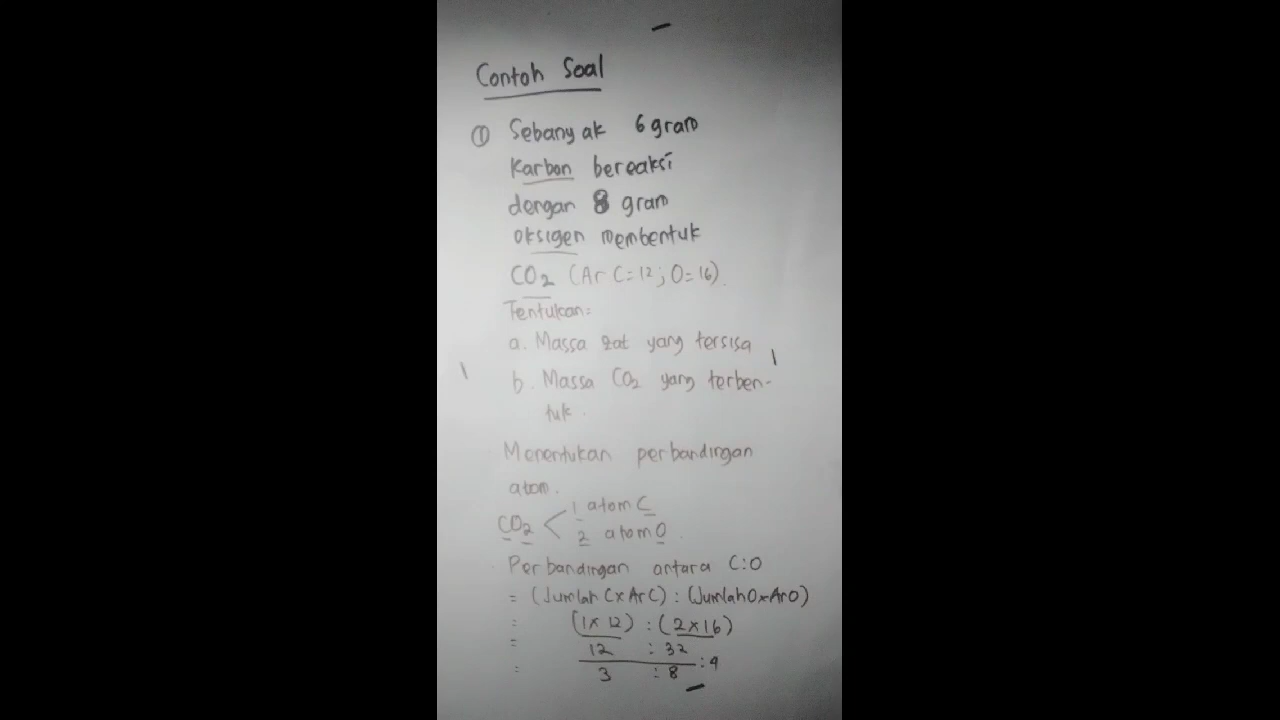 Contoh Soal
① Sebanyak 6 gram
Karbon bereaksi
dengan 8 gram
oksigen membentuk
CO₂ (Ar C=12; O=16).
Tentukan:
a. Massa zat yang tersisa
b. Massa CO₂ yang terben-
tuk.
Menentukan perbandingan
atom.
CO₂ < 1 atom C
2 atom O.
Perbandingan antara C:O
= (Jumlah C x Ar C) : (Jumlah O x Ar O)
= (1 x 12) : (2 x 16)
= 12 : 32
= 3 : 8 :4